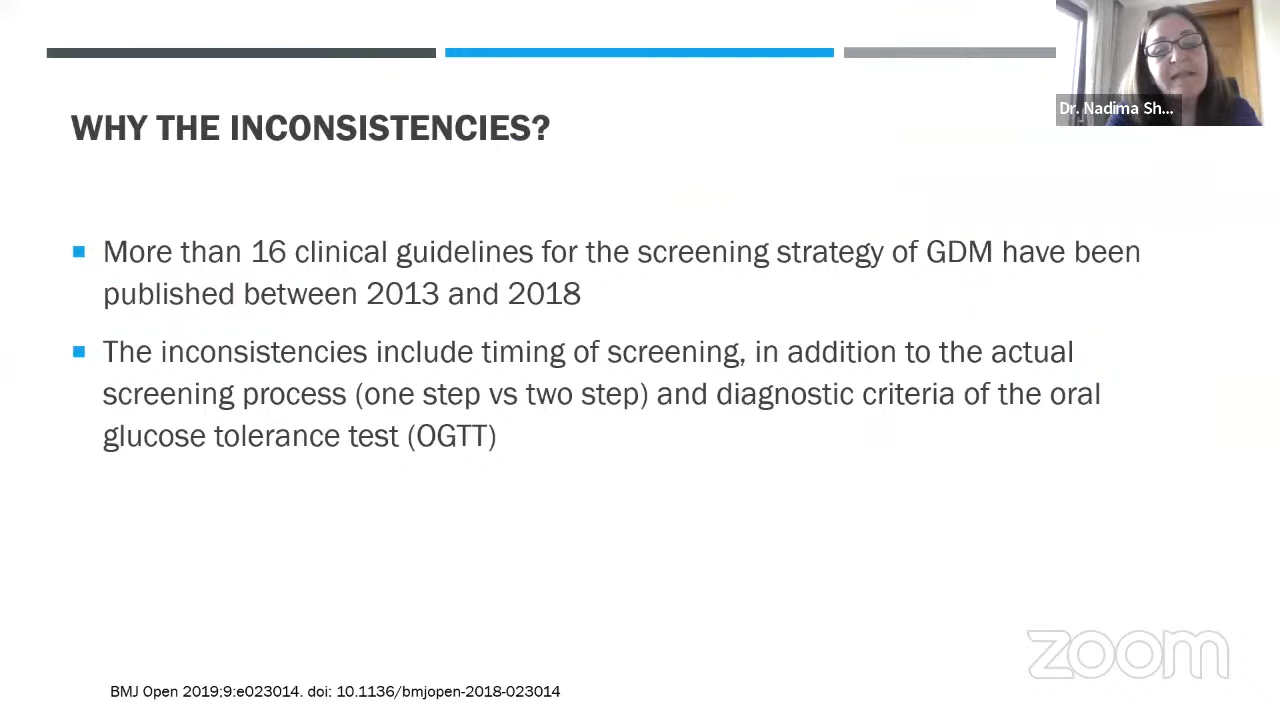 Dr. Nadima Sh...
WHY THE INCONSISTENCIES?
■ More than 16 clinical guidelines for the screening strategy of GDM have been
published between 2013 and 2018
■ The inconsistencies include timing of screening, in addition to the actual
screening process (one step vs two step) and diagnostic criteria of the oral
glucose tolerance test (OGTT)
zoom
BMJ Open 2019;9:e023014. doi: 10.1136/bmjopen-2018-023014